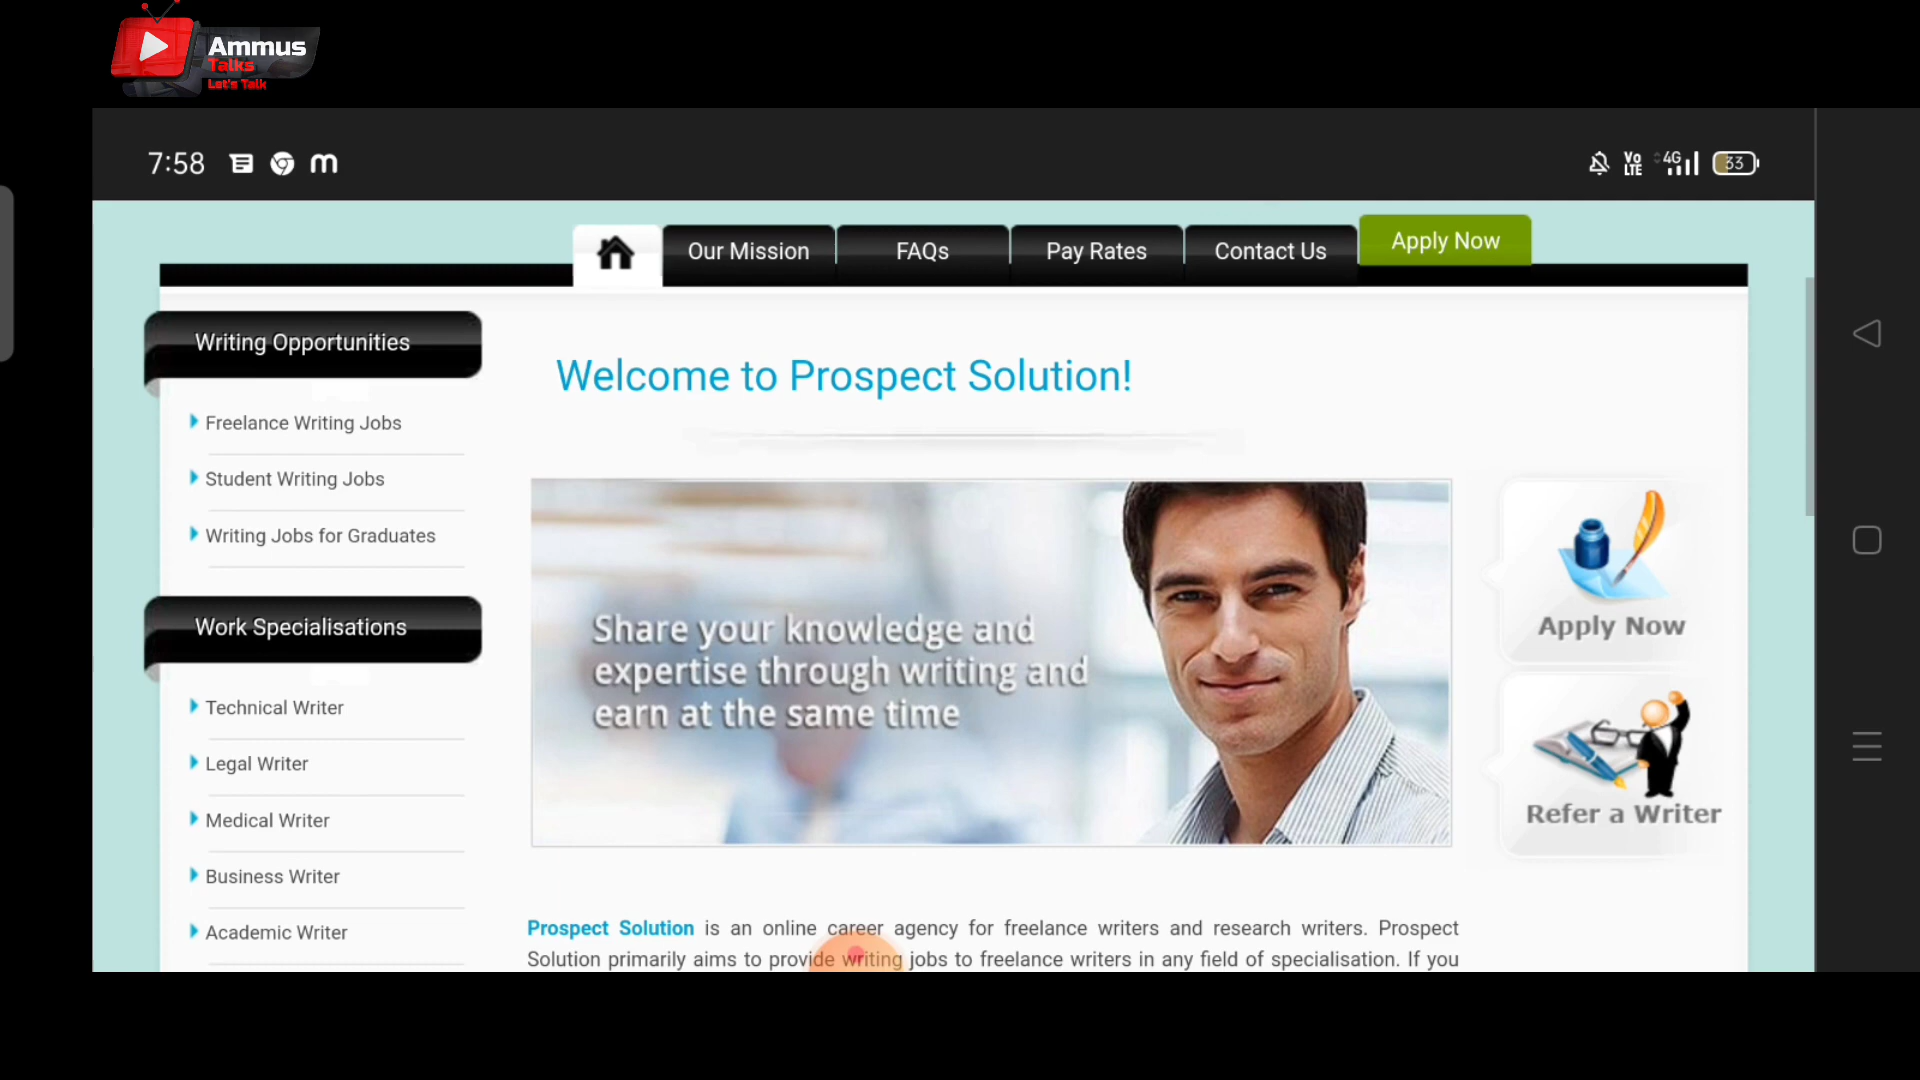 Ammus
Talks
Let's Talk
7:58
Vo
LTE
4G
33
Our Mission
FAQs
Pay Rates
Contact Us
Apply Now
Writing Opportunities
Freelance Writing Jobs
Student Writing Jobs
Writing Jobs for Graduates
Work Specialisations
Technical Writer
Legal Writer
Medical Writer
Business Writer
Academic Writer
Welcome to Prospect Solution!
Share your knowledge and
expertise through writing and
earn at the same time
Apply Now
Refer a Writer
Prospect Solution is an online career agency for freelance writers and research writers. Prospect
Solution primarily aims to provide writing jobs to freelance writers in any field of specialisation. If you